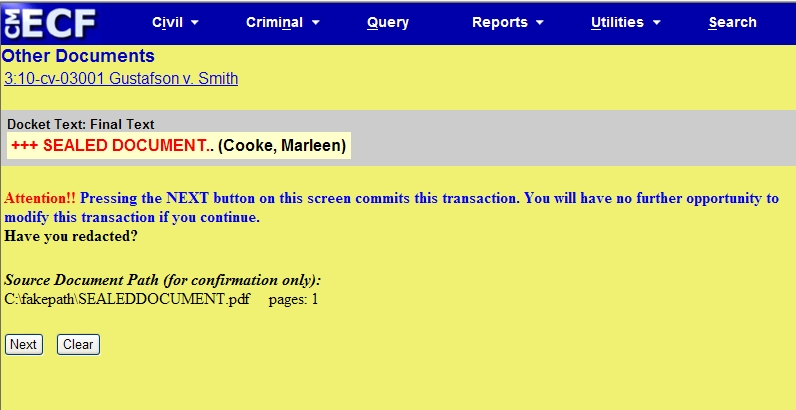 CM ECF Civil Criminal Query Reports Utilities Search
Other Documents
3:10-cv-03001 Gustafson v. Smith
Docket Text: Final Text
+++ SEALED DOCUMENT.. (Cooke, Marleen)
Attention!! Pressing the NEXT button on this screen commits this transaction. You will have no further opportunity to
modify this transaction if you continue.
Have you redacted?
Source Document Path (for confirmation only):
C:\fakepath\SEALEDDOCUMENT.pdf pages: 1
Next Clear